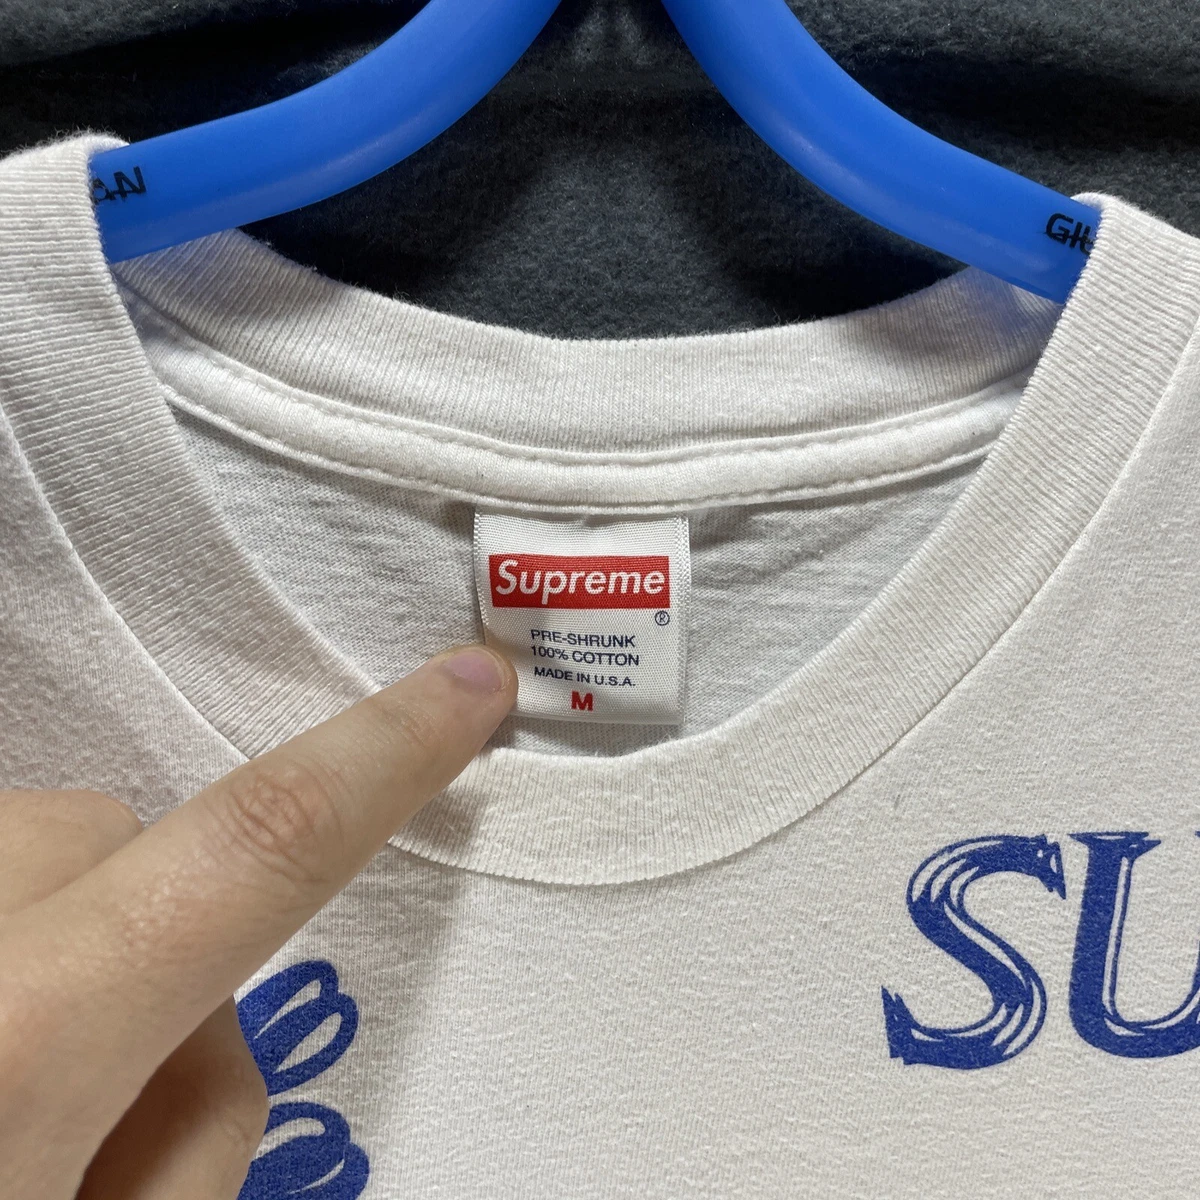 Supreme
®
PRE-SHRUNK
100% COTTON
MADE IN U.S.A.
M
SU